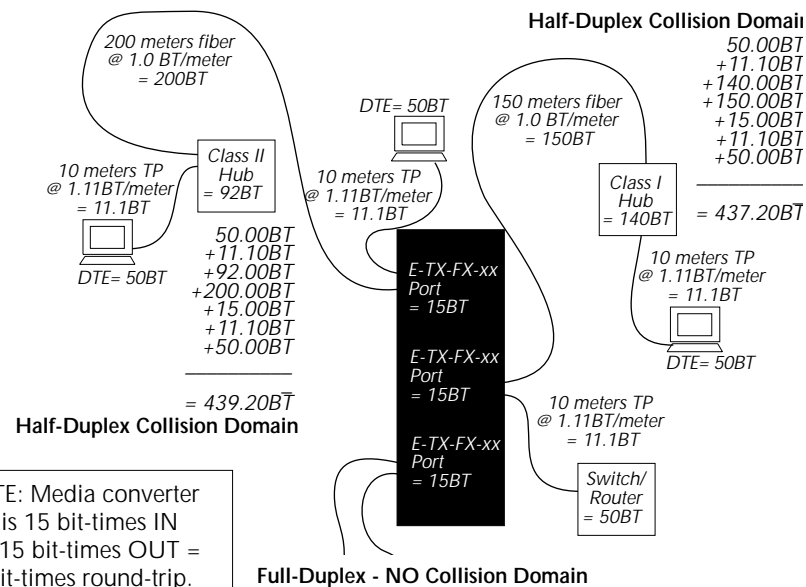 Half-Duplex Collision Domain
200 meters fiber
@ 1.0 BT/meter
= 200BT
10 meters TP
@ 1.11BT/meter
= 11.1BT
DTE= 50BT
Class II
Hub
= 92BT
50.00BT
+11.10BT
+92.00BT
+200.00BT
+15.00BT
+11.10BT
+50.00BT
= 439.20BT
Half-Duplex Collision Domain
DTE= 50BT
10 meters TP
@ 1.11BT/meter
= 11.1BT
E-TX-FX-xx
Port
= 15BT
E-TX-FX-xx
Port
= 15BT
E-TX-FX-xx
Port
= 15BT
150 meters fiber
@ 1.0 BT/meter
= 150BT
50.00BT
+11.10BT
+140.00BT
+150.00BT
+15.00BT
+11.10BT
+50.00BT
= 437.20BT
Class I
Hub
= 140BT
10 meters TP
@ 1.11BT/meter
= 11.1BT
DTE= 50BT
10 meters TP
@ 1.11BT/meter
= 11.1BT
Switch/
Router
= 50BT
TE: Media converter
is 15 bit-times IN
15 bit-times OUT =
it-times round-trip.
Full-Duplex - NO Collision Domain